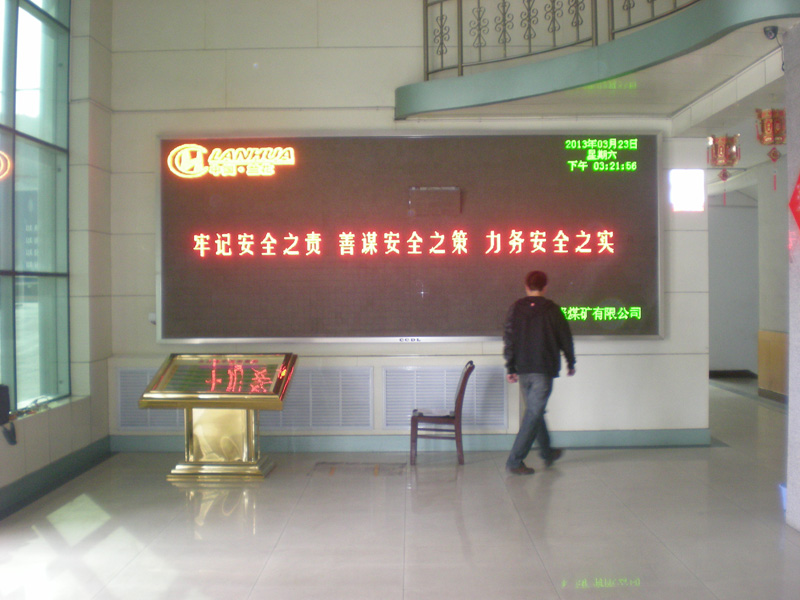 LANHUA
2013年03月23日
星期六
下午 03:21:56
牢记安全之责 善谋安全之策 力务安全之实
煤矿有限公司
CCDL